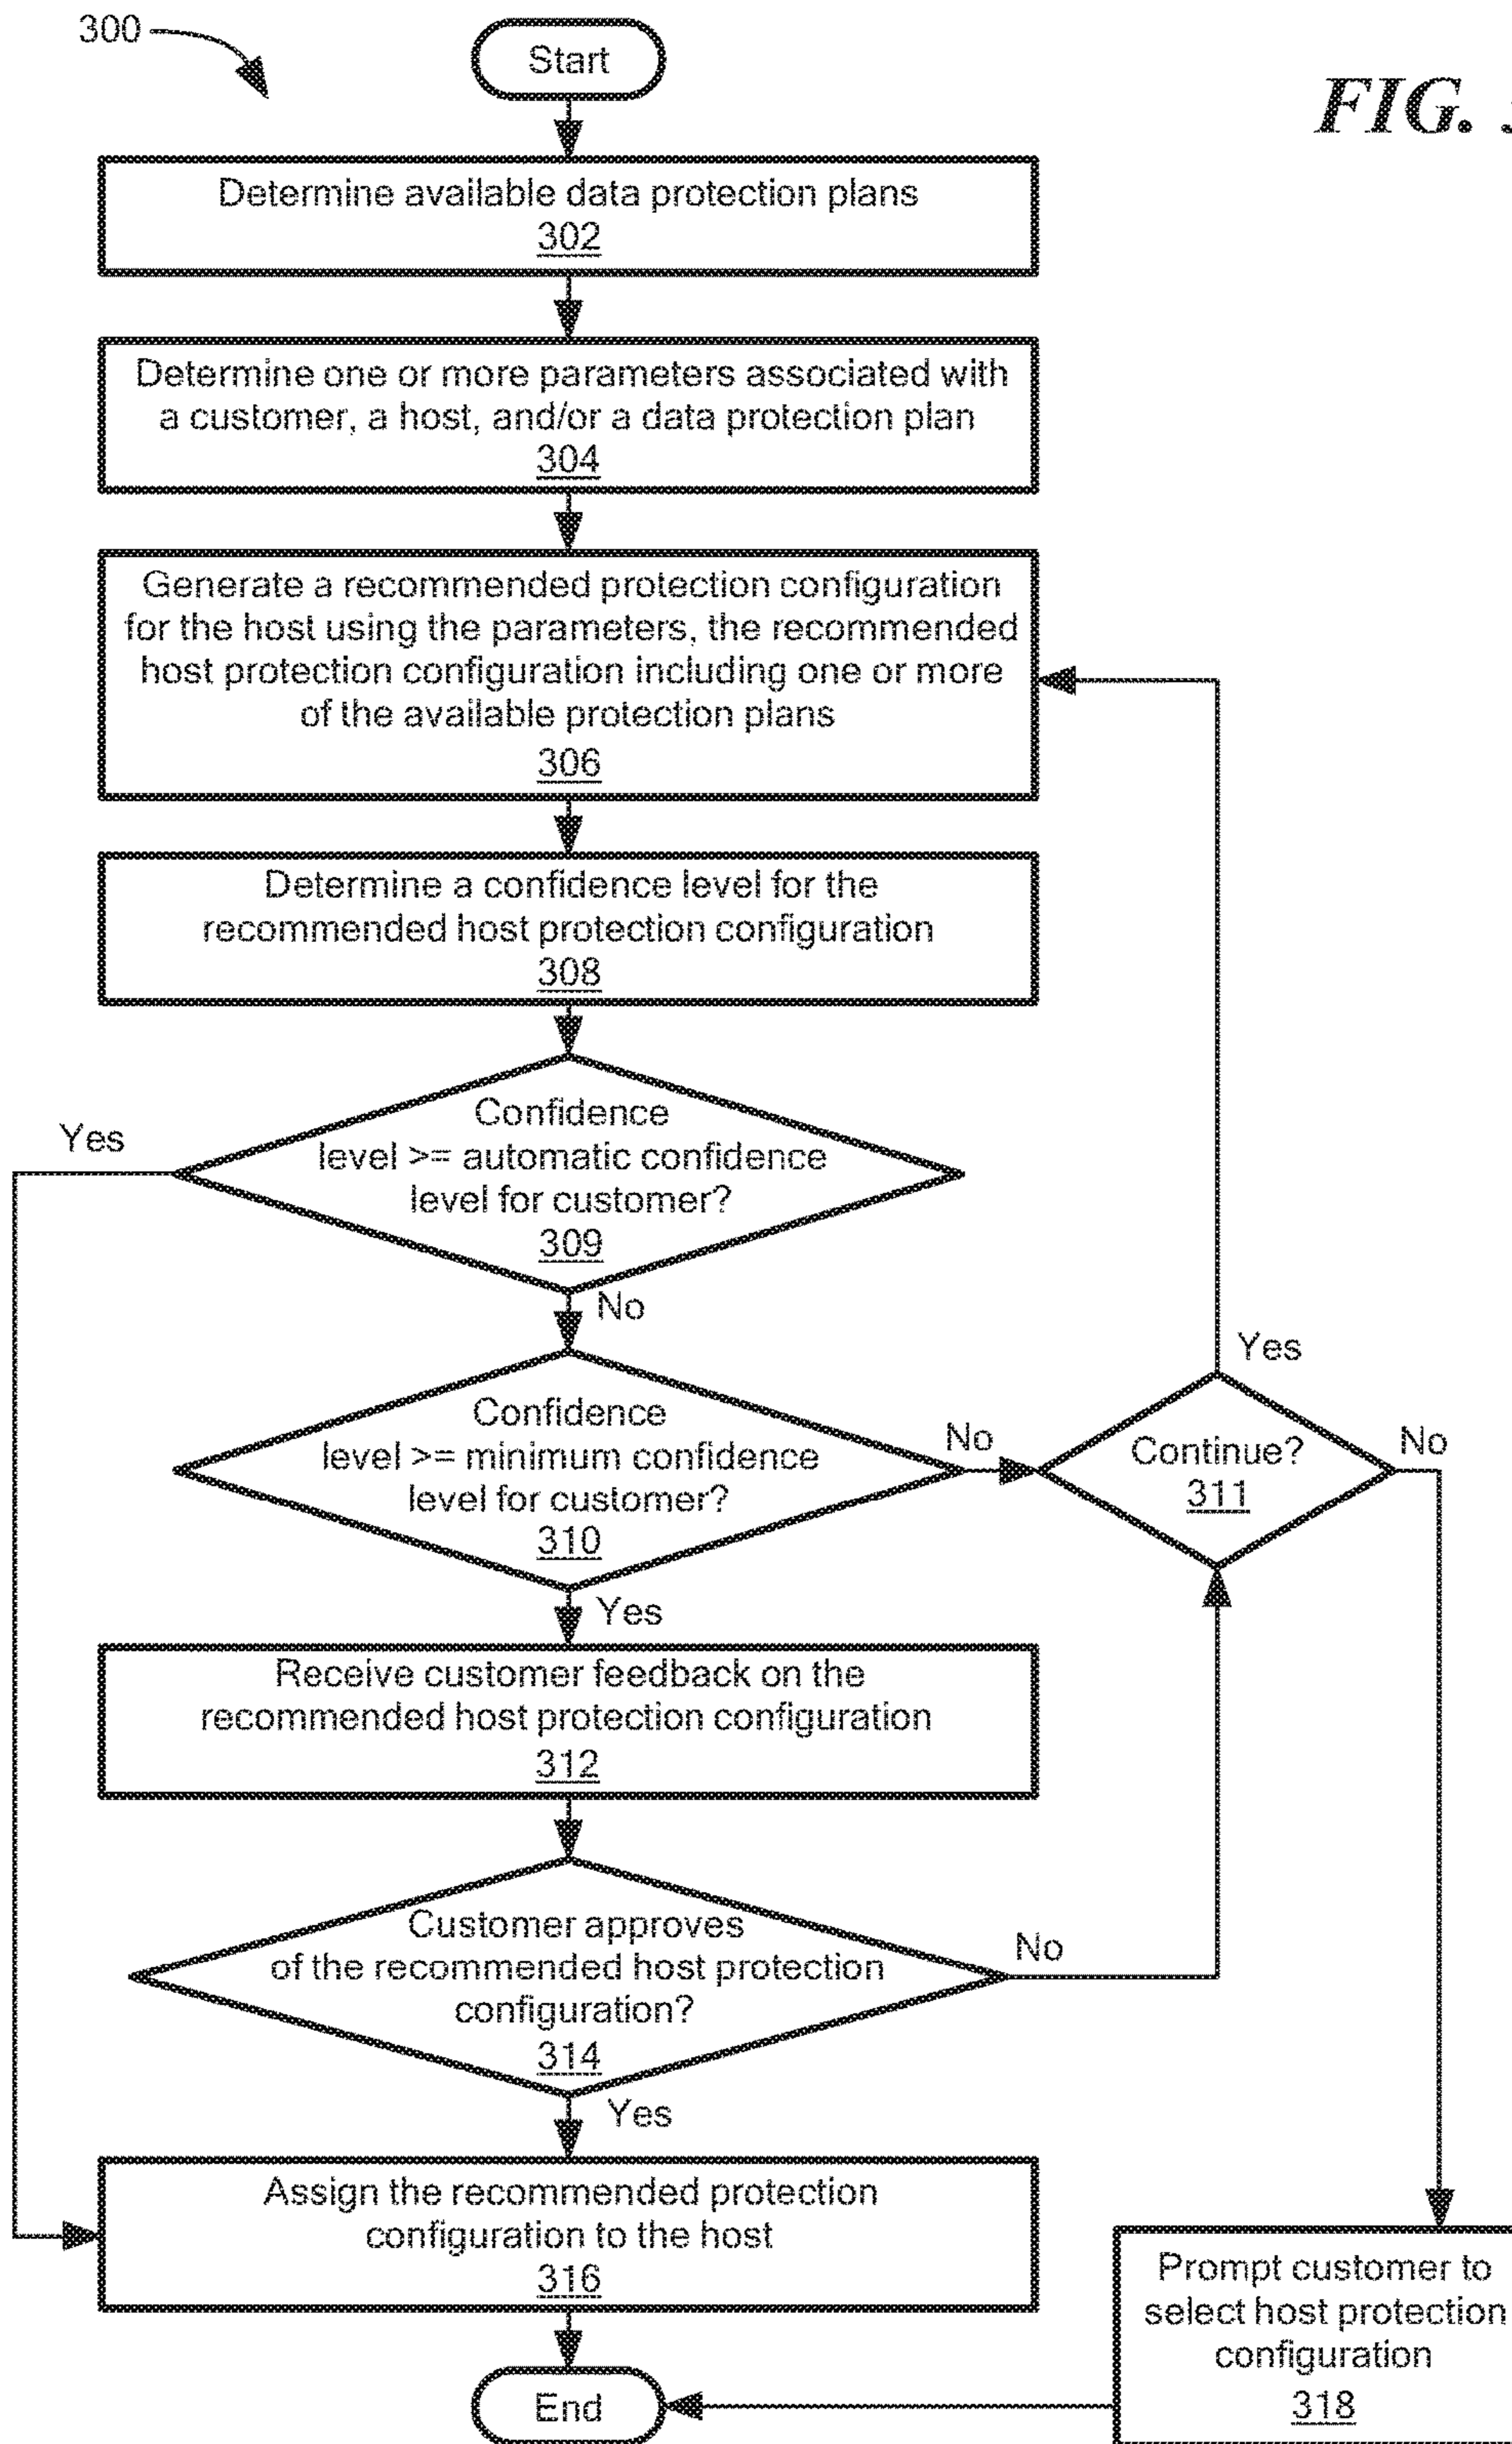 300
Start
FIG.
Determine available data protection plans
302
Determine one or more parameters associated with
a customer, a host, and/or a data protection plan
304
Generate a recommended protection configuration
for the host using the parameters, the recommended
host protection configuration including one or more
of the available protection plans
306
Determine a confidence level for the
recommended host protection configuration
308
Yes
Confidence
level >= automatic confidence
level for customer?
309
No
Confidence
level >= minimum confidence
level for customer?
310
No
Yes
Continue?
311
No
Yes
Receive customer feedback on the
recommended host protection configuration
312
Customer approves
of the recommended host protection
configuration?
314
No
Yes
Assign the recommended protection
configuration to the host
316
Prompt customer to
select host protection
configuration
318
End